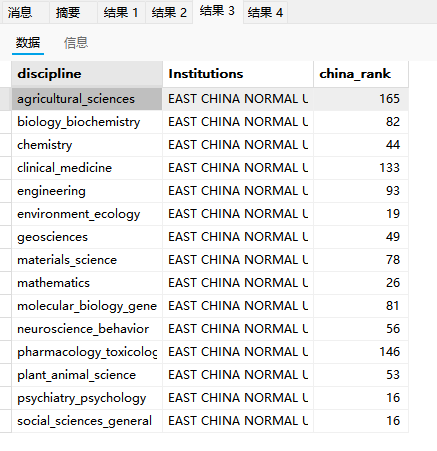 消息 摘要 结果 1 结果 2 结果 3 结果 4
数据 信息
discipline Institutions china_rank
agricultural_sciences EAST CHINA NORMAL U 165
biology_biochemistry EAST CHINA NORMAL U 82
chemistry EAST CHINA NORMAL U 44
clinical_medicine EAST CHINA NORMAL U 133
engineering EAST CHINA NORMAL U 93
environment_ecology EAST CHINA NORMAL U 19
geosciences EAST CHINA NORMAL U 49
materials_science EAST CHINA NORMAL U 78
mathematics EAST CHINA NORMAL U 26
molecular_biology_gene EAST CHINA NORMAL U 81
neuroscience_behavior EAST CHINA NORMAL U 56
pharmacology_toxicolog EAST CHINA NORMAL U 146
plant_animal_science EAST CHINA NORMAL U 53
psychiatry_psychology EAST CHINA NORMAL U 16
social_sciences_general EAST CHINA NORMAL U 16